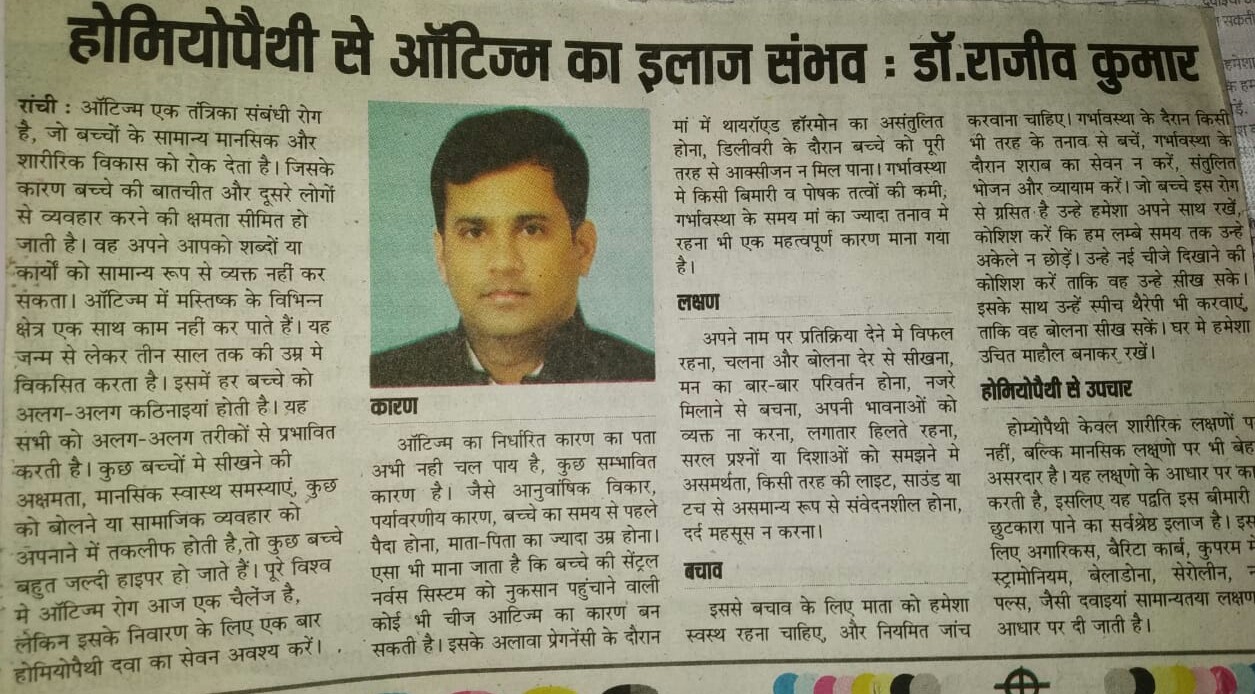 होमियोपैथी से ऑटिज्म का इलाज संभव : डॉ.राजीव कुमार
रांची : ऑटिज्म एक तंत्रिका संबंधी रोग
है, जो बच्चों के सामान्य मानसिक और
शारीरिक विकास को रोक देता है। जिसके
कारण बच्चे की बातचीत और दूसरे लोगों
से व्यवहार करने की क्षमता सीमित हो
जाती है। वह अपने आपको शब्दों या
कार्यों को सामान्य रूप से व्यक्त नहीं कर
सकता। ऑटिज्म में मस्तिष्क के विभिन्न
क्षेत्र एक साथ काम नहीं कर पाते हैं। यह
जन्म से लेकर तीन साल तक की उम्र मे
विकसित करता है। इसमें हर बच्चे को
अलग-अलग कठिनाइयां होती है। यह
सभी को अलग-अलग तरीकों से प्रभावित
करती है। कुछ बच्चों मे सीखने की
अक्षमता, मानसिक स्वास्थ समस्याएं, कुछ
को बोलने या सामाजिक व्यवहार को
अपनाने में तकलीफ होती है,तो कुछ बच्चे
बहुत जल्दी हाइपर हो जाते हैं। पूरे विश्व
मे ऑटिज्म रोग आज एक चैलेंज है,
लेकिन इसके निवारण के लिए एक बार
होमियोपैथी दवा का सेवन अवश्य करें।
कारण
ऑटिज्म का निर्धारित कारण का पता
अभी नही चल पाय है, कुछ सम्भावित
कारण है। जैसे आनुवांषिक विकार,
पर्यावरणीय कारण, बच्चे का समय से पहले
पैदा होना, माता-पिता का ज्यादा उम्र होना।
एसा भी माना जाता है कि बच्चे की सेंट्रल
नर्वस सिस्टम को नुकसान पहुंचाने वाली
कोई भी चीज आटिज्म का कारण बन
सकती है। इसके अलावा प्रेगनेंसी के दौरान
मां में थायरॉएड हॉरमोन का असंतुलित
होना, डिलीवरी के दौरान बच्चे को पूरी
तरह से आक्सीजन न मिल पाना। गर्भावस्था
मे किसी बिमारी व पोषक तत्वों की कमी,
गर्भावस्था के समय मां का ज्यादा तनाव मे
रहना भी एक महत्वपूर्ण कारण माना गया
है।
लक्षण
अपने नाम पर प्रतिक्रिया देने मे विफल
रहना, चलना और बोलना देर से सीखना,
मन का बार-बार परिवर्तन होना, नजरे
मिलाने से बचना, अपनी भावनाओं को
व्यक्त ना करना, लगातार हिलते रहना,
सरल प्रश्नों या दिशाओं को समझने मे
असमर्थता, किसी तरह की लाइट, साउंड या
टच से असमान्य रूप से संवेदनशील होना,
दर्द महसूस न करना।
बचाव
इससे बचाव के लिए माता को हमेशा
स्वस्थ रहना चाहिए, और नियमित जांच
करवाना चाहिए। गर्भावस्था के दैरान किसी
भी तरह के तनाव से बचें, गर्भावस्था के
दौरान शराब का सेवन न करें, संतुलित
भोजन और व्यायाम करें। जो बच्चे इस रोग
से ग्रसित है उन्हे हमेशा अपने साथ रखें,
कोशिश करें कि हम लम्बे समय तक उन्हे
अकेले न छोड़ें। उन्हे नई चीजे दिखाने की
कोशिश करें ताकि वह उन्हे सीख सके।
इसके साथ उन्हें स्पीच थैरेपी भी करवाएं,
ताकि वह बोलना सीख सकें। घर मे हमेशा
उचित माहौल बनाकर रखें।
होमियोपैथी से उपचार
होम्योपैथी केवल शारीरिक लक्षणों
नहीं, बल्कि मानसिक लक्षणो पर भी
असरदार है। यह लक्षणो के आधार पर
करती है, इसलिए यह पद्वति इस बीमारी
छुटकारा पाने का सर्वश्रेष्ठ इलाज है।
लिए अगारिकस, बैरिटा कार्ब, कुपरम
स्ट्रामोनियम, बेलाडोना, सेरोलीन,
पल्स, जैसी दवाइयां सामान्यतया लक्षण
आधार पर दी जाती है।